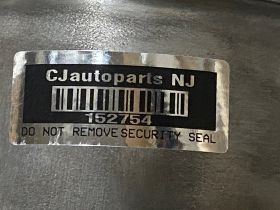 CJautoparts NJ
152754
DO NOT REMOVE SECURITY SEAL